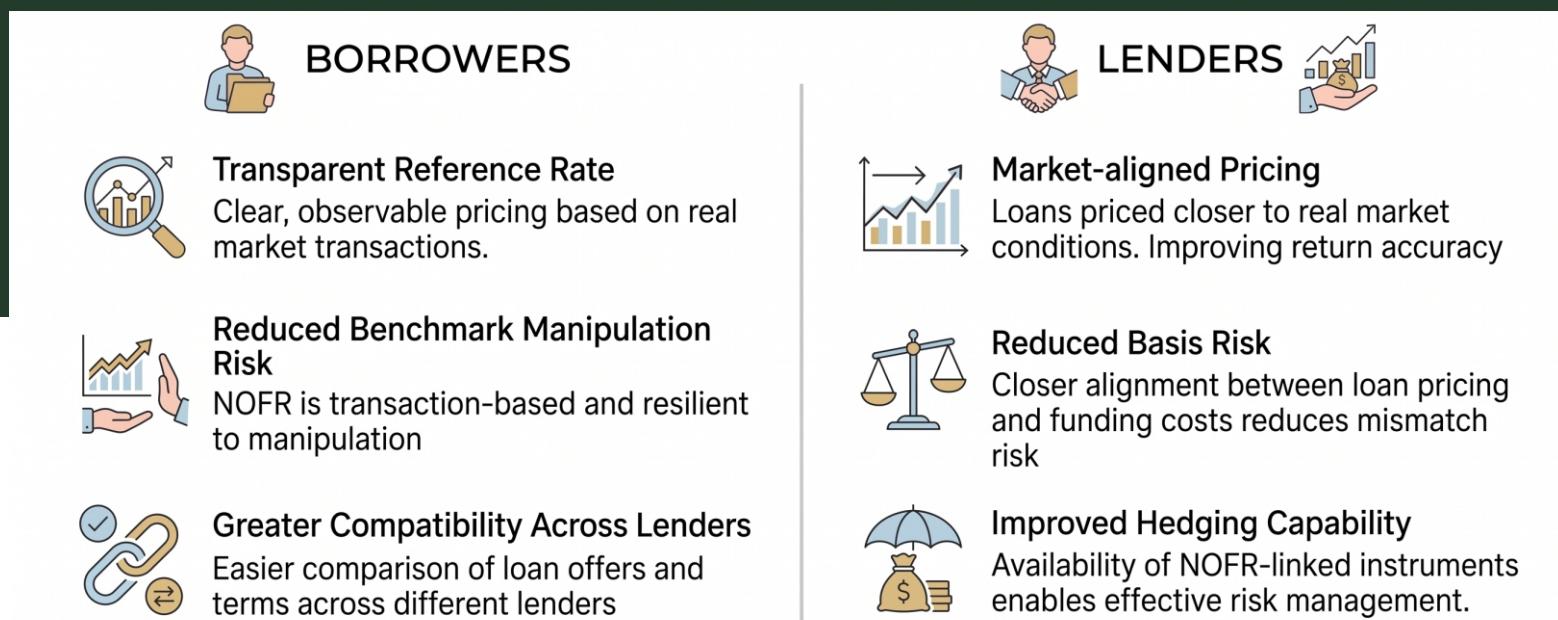 BORROWERS
Transparent Reference Rate
Clear, observable pricing based on real
market transactions.
Reduced Benchmark Manipulation
Risk
NOFR is transaction-based and resilient
to manipulation
Greater Compatibility Across Lenders
Easier comparison of loan offers and
terms across different lenders
LENDERS
$
Market-aligned Pricing
Loans priced closer to real market
conditions. Improving return accuracy
Reduced Basis Risk
Closer alignment between loan pricing
and funding costs reduces mismatch
risk
Improved Hedging Capability
$
Availability of NOFR-linked instruments
enables effective risk management.